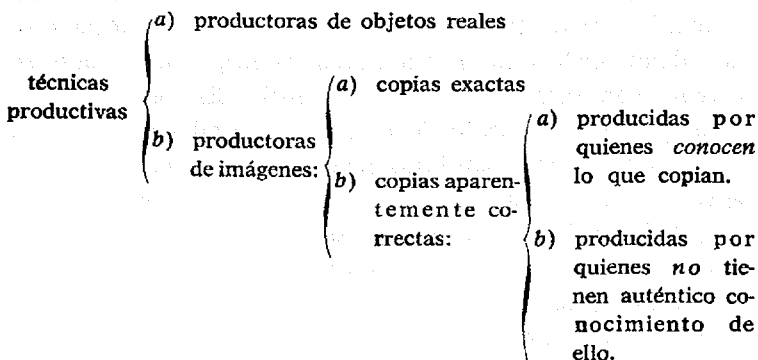 a) productoras de objetos reales
técnicas
productivas
b) productoras
de imágenes:
a) copias exactas
b) copias aparen-
temente co-
rrectas:
a) producidas por
quienes conocen
lo que copian.
b) producidas por
quienes no tie-
nen auténtico co-
nocimiento de
ello.